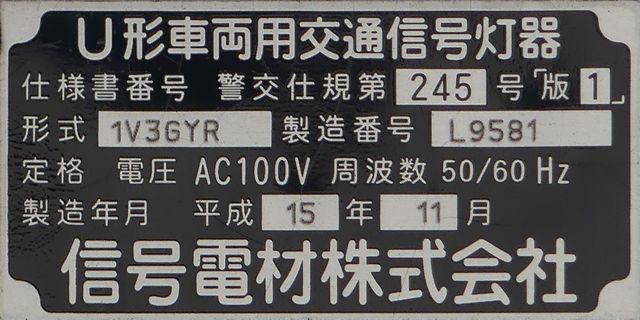 U形車両用交通信号灯器
仕様書番号 警交仕規第 245 号「版1」
形式 1V3GYR 製造番号 L9581
定格 電圧 AC100V 周波数 50/60 Hz
製造年月 平成 15 年 11 月
信号電材株式会社